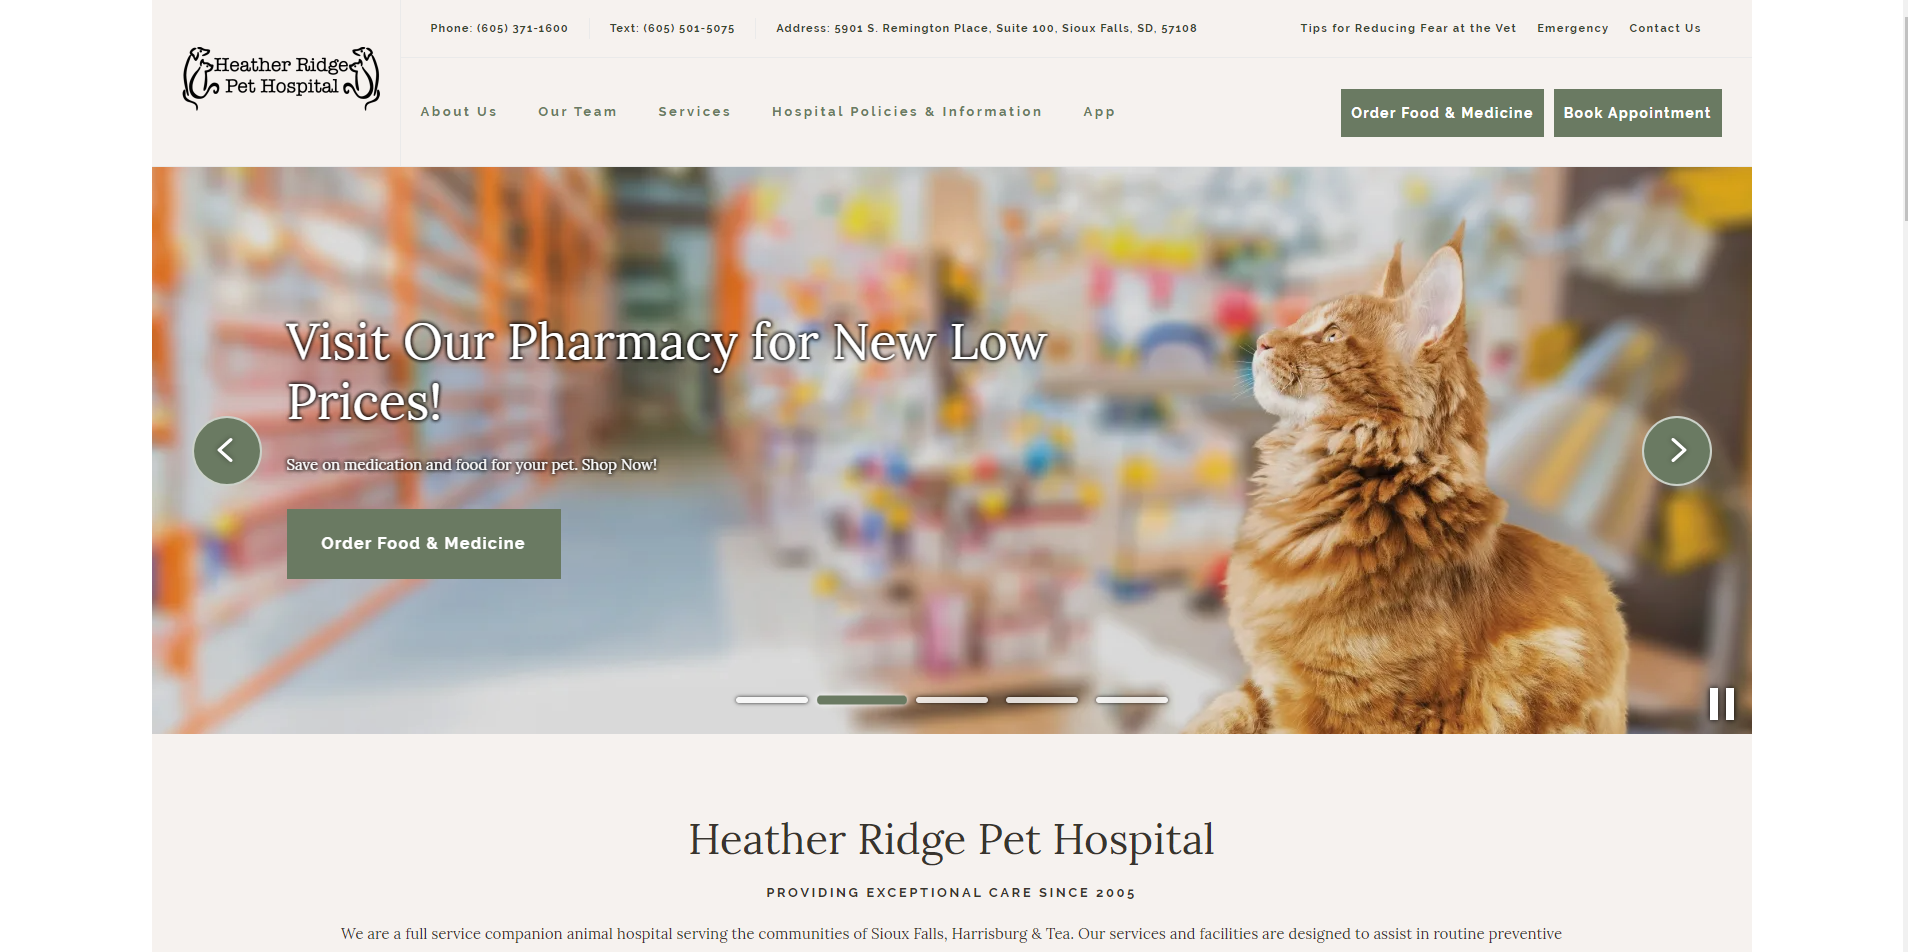 Heather Ridge
Pet Hospital
Phone: (605) 371-1600
Text: (605) 501-5075
Address: 5901 S. Remington Place, Suite 100, Sioux Falls, SD, 57108
Tips for Reducing Fear at the Vet
Emergency
Contact Us
About Us
Our Team
Services
Hospital Policies & Information
App
Order Food & Medicine
Book Appointment
Visit Our Pharmacy for New Low
Prices!
Save on medication and food for your pet. Shop Now!
Order Food & Medicine
Heather Ridge Pet Hospital
PROVIDING EXCEPTIONAL CARE SINCE 2005
We are a full service companion animal hospital serving the communities of Sioux Falls, Harrisburg & Tea. Our services and facilities are designed to assist in routine preventive